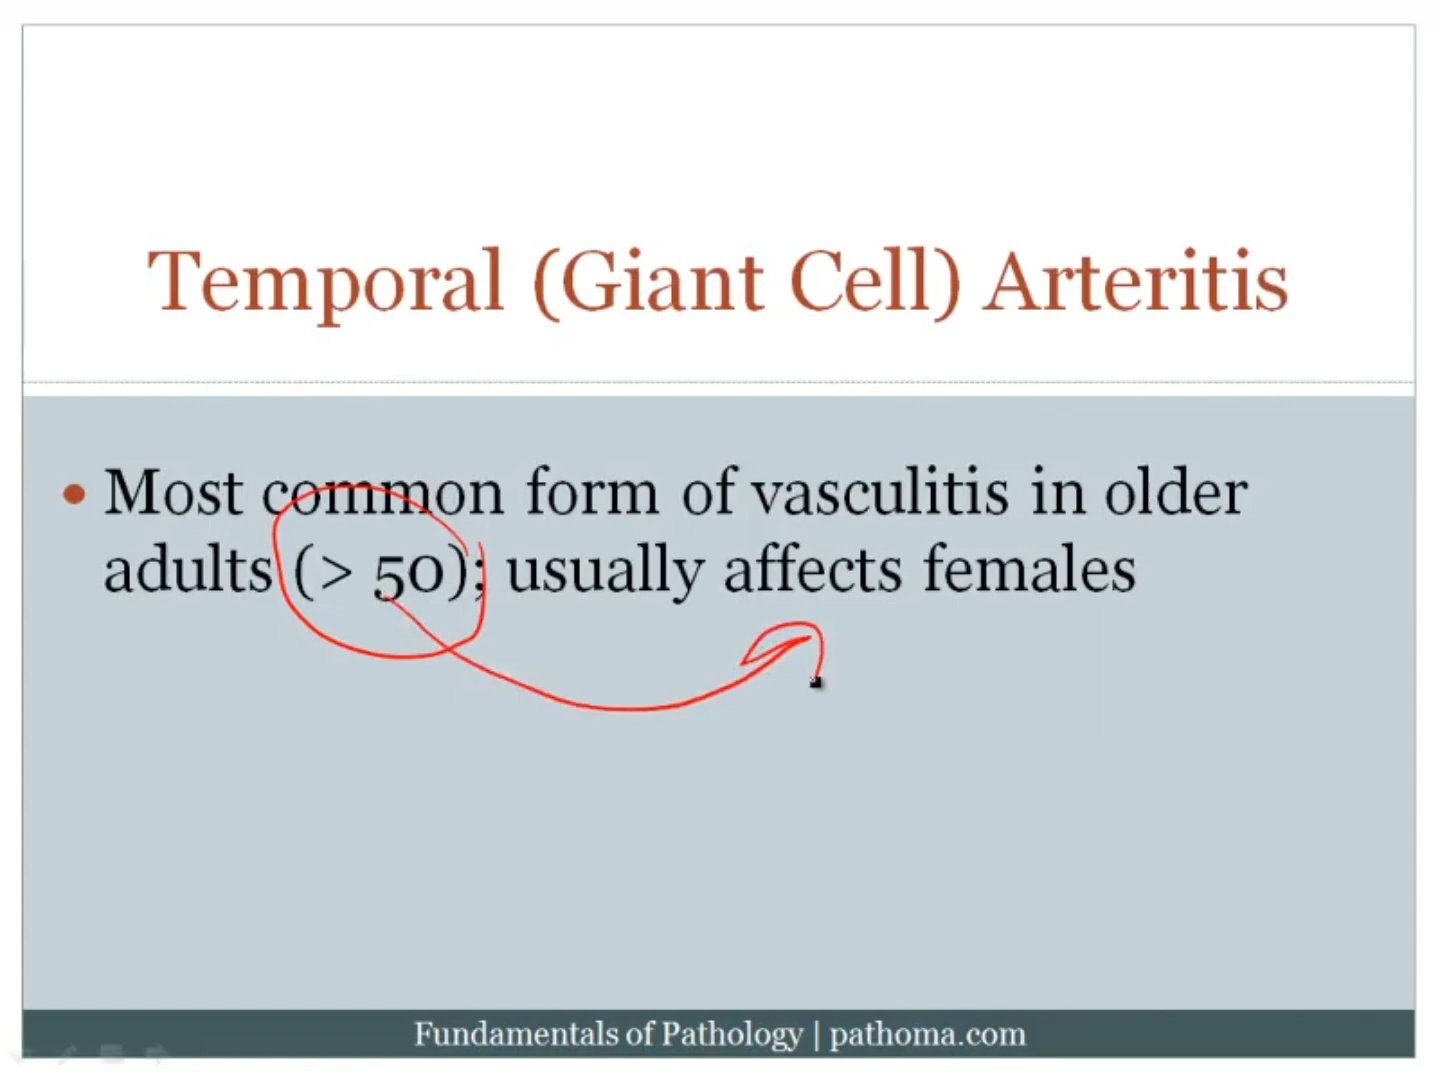 Temporal (Giant Cell) Arteritis
• Most common form of vasculitis in older
adults (> 50); usually affects females
Fundamentals of Pathology | pathoma.com